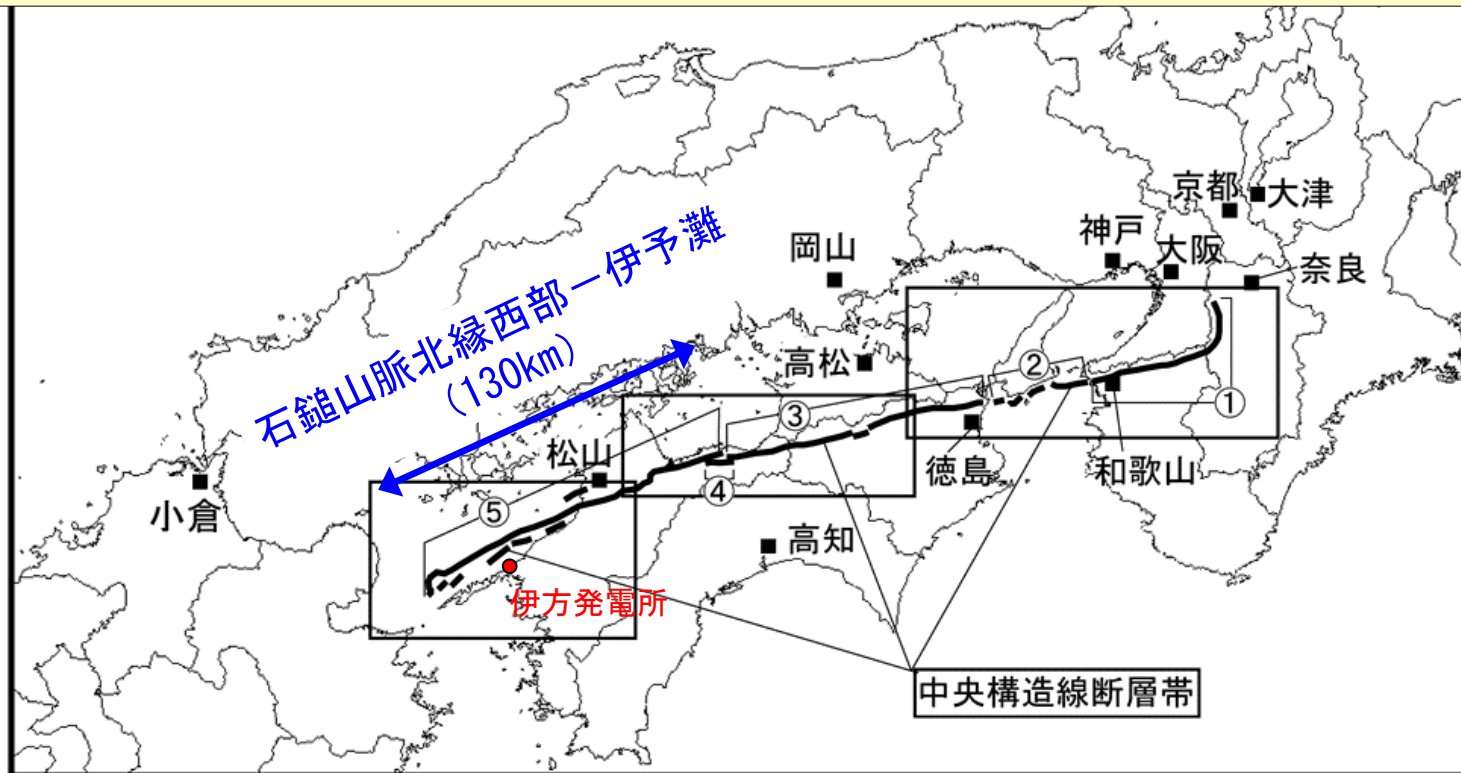 京都
大津
神戸
大阪
奈良
岡山
石鎚山脈北縁西部－伊予灘
(130km)
高松
②
①
③
松山
徳島
和歌山
④
小倉
⑤
高知
伊方発電所
中央構造線断層帯